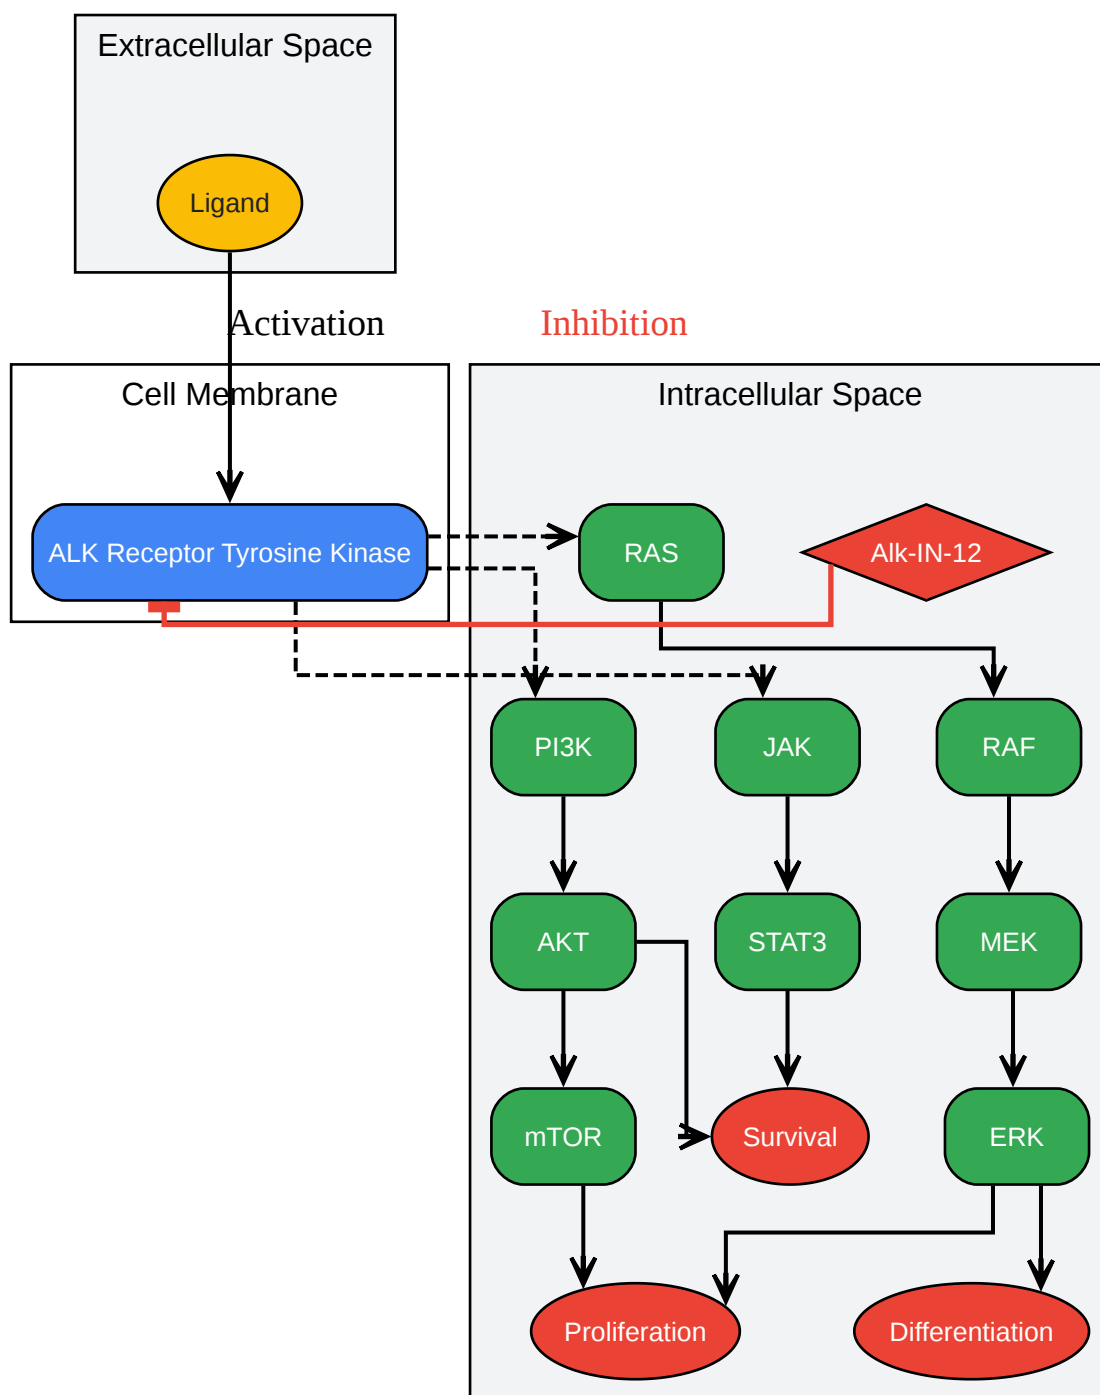 Extracellular Space
Ligand
Activation
Inhibition
Cell Membrane
Intracellular Space
ALK Receptor Tyrosine Kinase
RAS
Alk-IN-12
PI3K
JAK
RAF
AKT
STAT3
MEK
mTOR
Survival
ERK
Proliferation
Differentiation